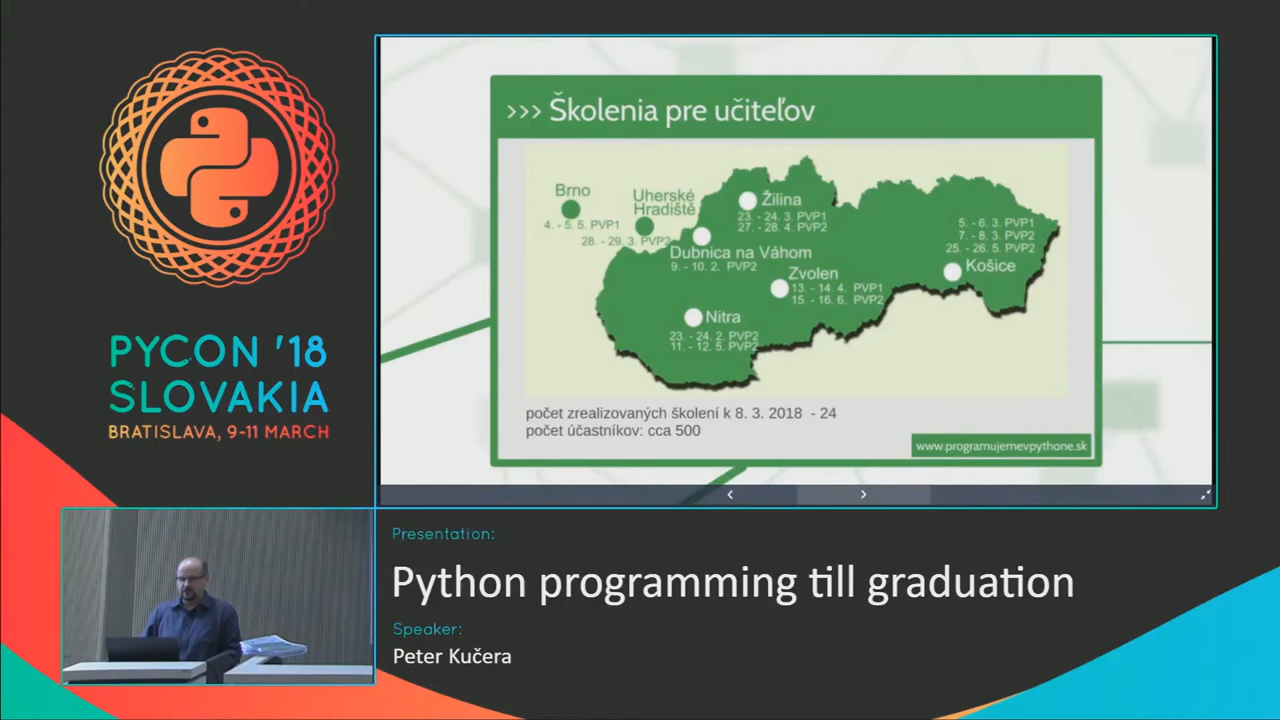 PYCON '18
SLOVAKIA
BRATISLAVA, 9-11 MARCH
>>> Školenia pre učiteľov
Brno
4. - 5. 5. PVP1
Uherské
Hradiště
28. - 29. 3. PVP2
Žilina
23. - 24. 3. PVP1
27. - 28. 4. PVP2
Dubnica na Váhom
9. - 10. 2. PVP2
Zvolen
13. - 14. 4. PVP1
15. - 16. 6. PVP2
Nitra
23. - 24. 2. PVP2
11. - 12. 5. PVP2
5. - 6. 3. PVP1
7. - 8. 3. PVP2
25. - 26. 5. PVP2
Košice
počet zrealizovaných školení k 8. 3. 2018 - 24
počet účastníkov: cca 500
www.programujemevpythone.sk
Presentation:
Python programming till graduation
Speaker:
Peter Kučera